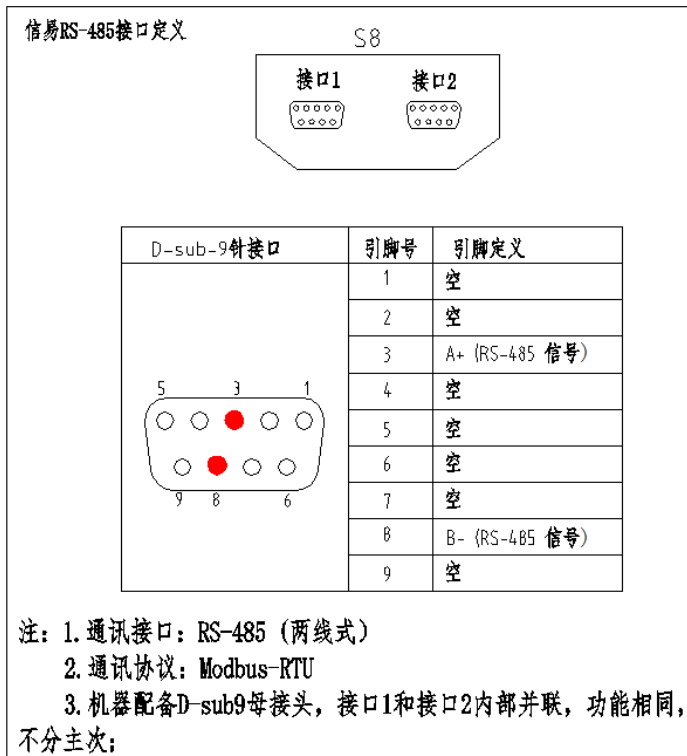 信易RS-485接口定义
S8
接口1 接口2
D-sub-9针接口 引脚号 引脚定义
1 空
2 空
3 A+ (RS-485 信号)
4 空
5 空
6 空
7 空
8 B- (RS-485 信号)
9 空
5 3 1
9 8 6
注: 1.通讯接口: RS-485 (两线式)
2.通讯协议: Modbus-RTU
3.机器配备D-sub9母接头, 接口1和接口2内部并联, 功能相同,
不分主次;